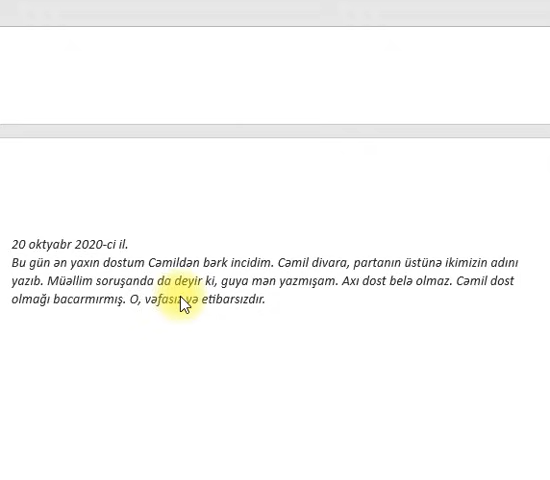 20 oktyabr 2020-ci il.
Bu gün ən yaxın dostum Cəmildən bərk incidim. Cəmil divara, partanın üstünə ikimizin adını
yazıb. Müəllim soruşanda da deyir ki, guya mən yazmışam. Axı dost belə olmaz. Cəmil dost
olmağı bacarmırmış. O, vəfasız və etibarsızdır.